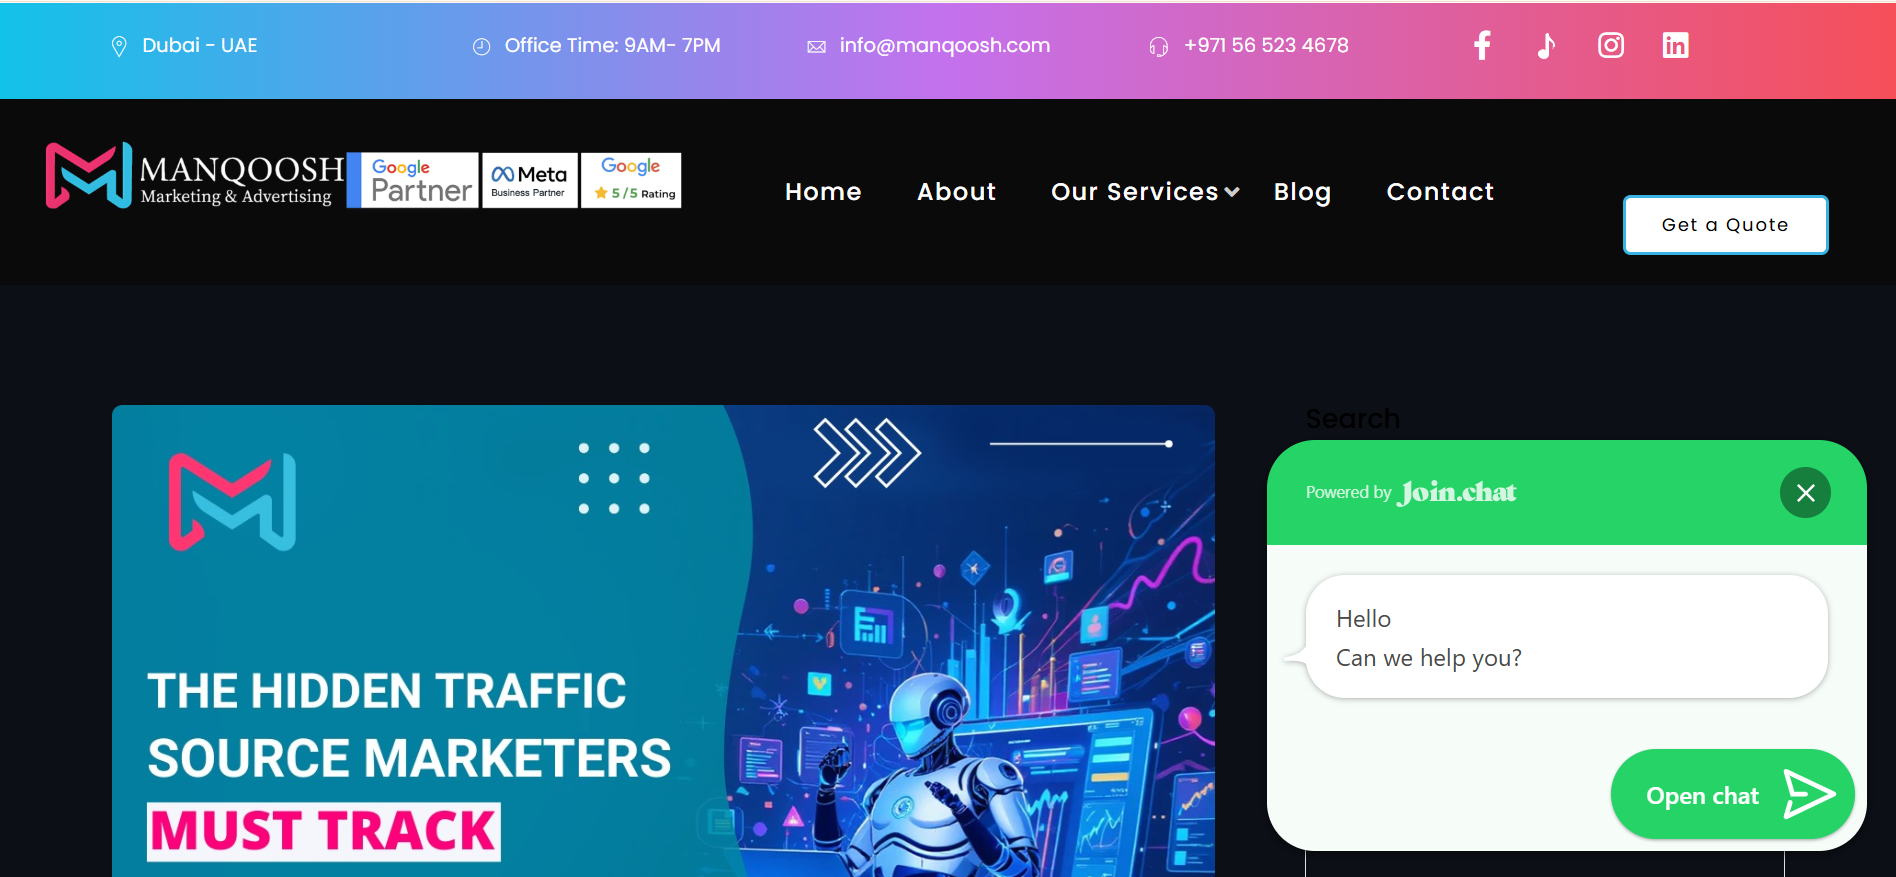 Dubai - UAE
Office Time: 9AM- 7PM
info@manqoosh.com
+971 56 523 4678
MANQOOSH
Marketing & Advertising
Google
Partner
Meta
Business Partner
Google
5 / 5 Rating
Home
About
Our Services
Blog
Contact
Get a Quote
THE HIDDEN TRAFFIC
SOURCE MARKETERS
MUST TRACK
Search
Powered by Join.chat
Hello
Can we help you?
Open chat